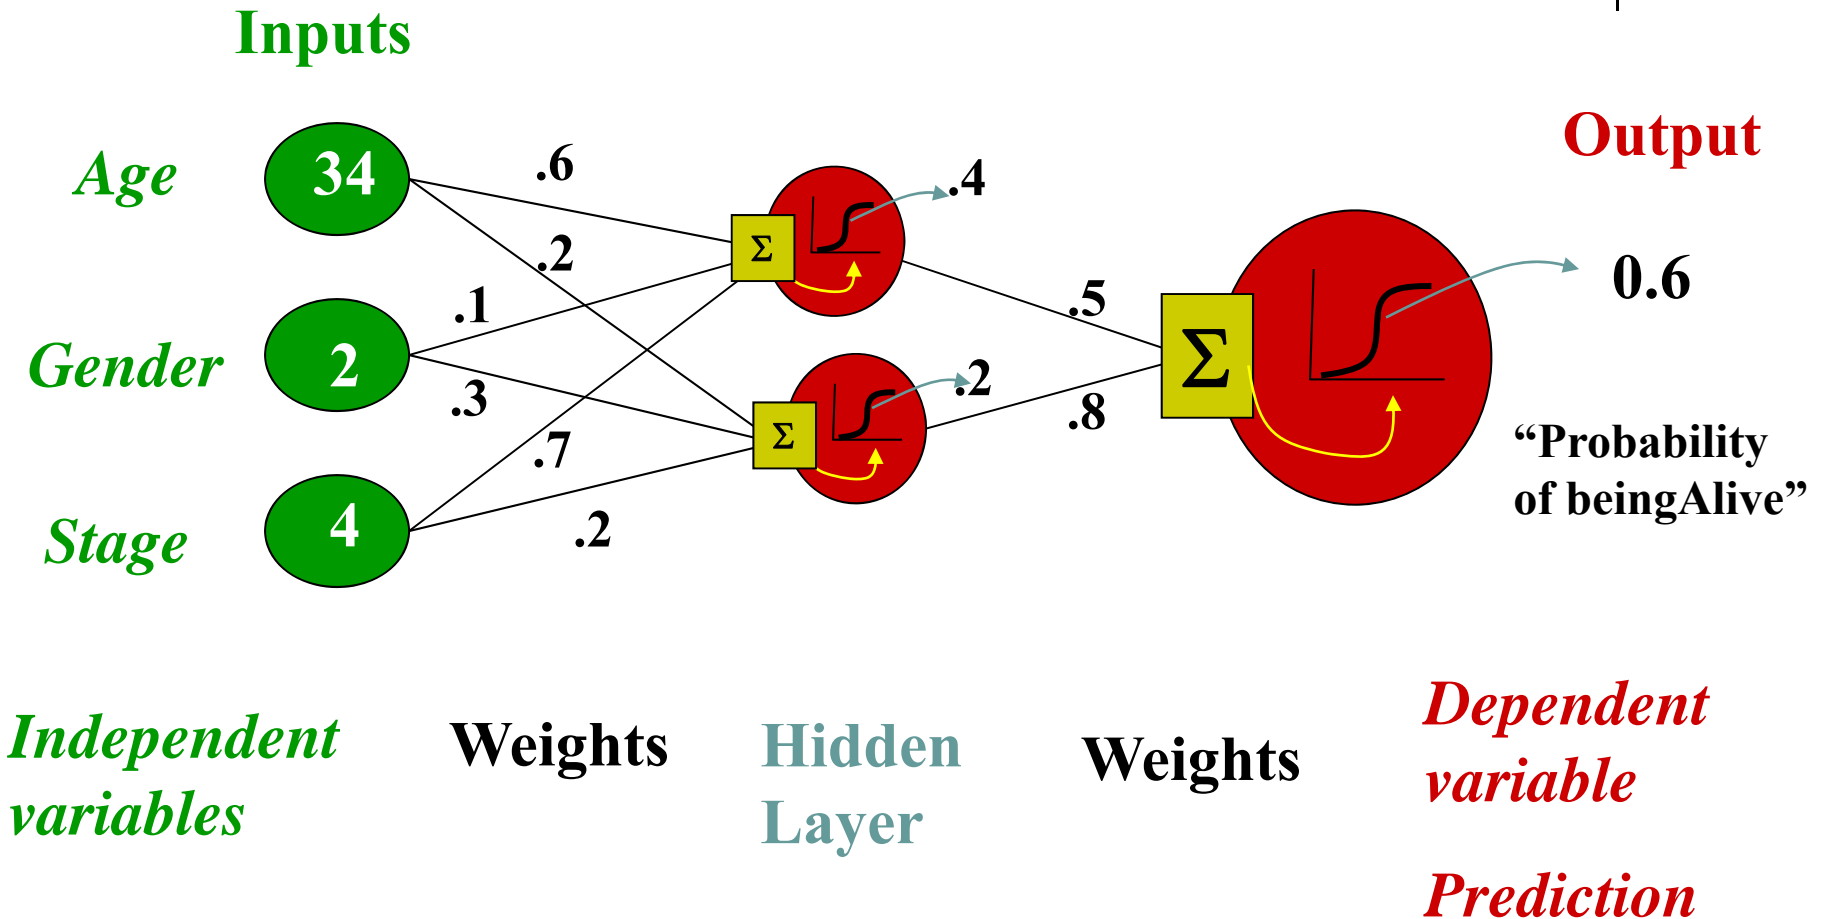 Inputs
Output
Age
34
.6
.4
Σ
.2
.1
0.6
.5
Gender
2
Σ
.3
.2
.8
Σ
.7
“Probability
of beingAlive”
Stage
4
.2
Independent
variables
Weights
Hidden
Layer
Weights
Dependent
variable
Prediction